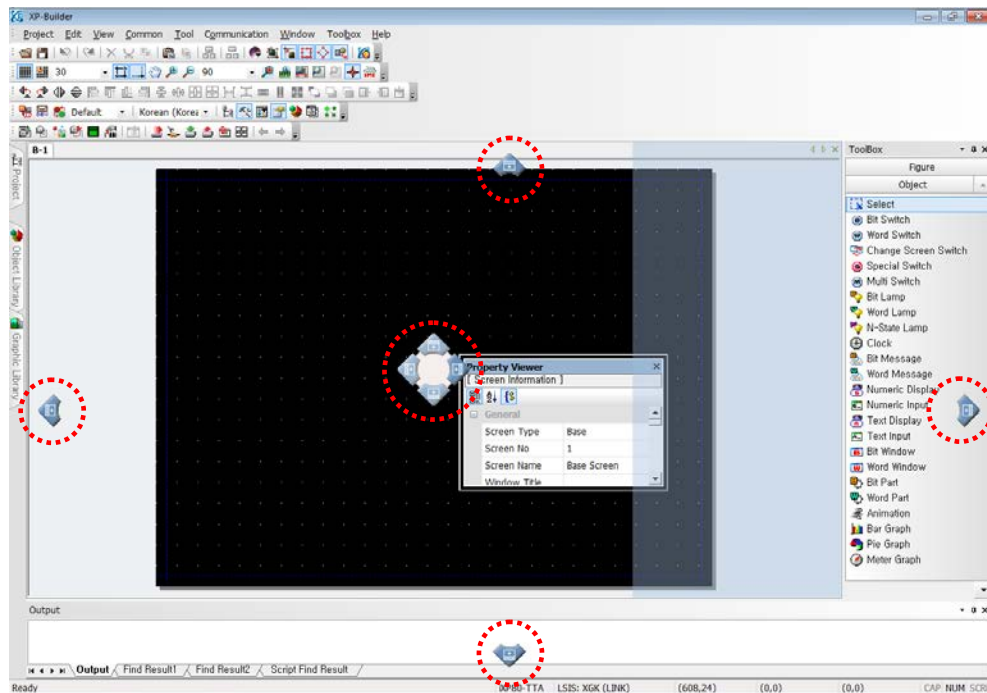 XP-Builder
Project Edit View Common Tool Communication Window Toolbox Help
30 90
Default Korean (Korea
B-1
Project
Object Library
Graphic Library
ToolBox
Figure
Object
Select
Bit Switch
Word Switch
Change Screen Switch
Special Switch
Multi Switch
Bit Lamp
Word Lamp
N-State Lamp
Clock
Bit Message
Word Message
Numeric Display
Numeric Input
Text Display
Text Input
Bit Window
Word Window
Bit Part
Word Part
Animation
Bar Graph
Pie Graph
Meter Graph
Property Viewer
[ Screen Information ]
General
Screen Type Base
Screen No 1
Screen Name Base Screen
Window Title
Output
Output Find Result1 Find Result2 Script Find Result
Ready
LSIS: XGK (LINK) (608,24) (0,0) (0,0) CAP NUM SCR